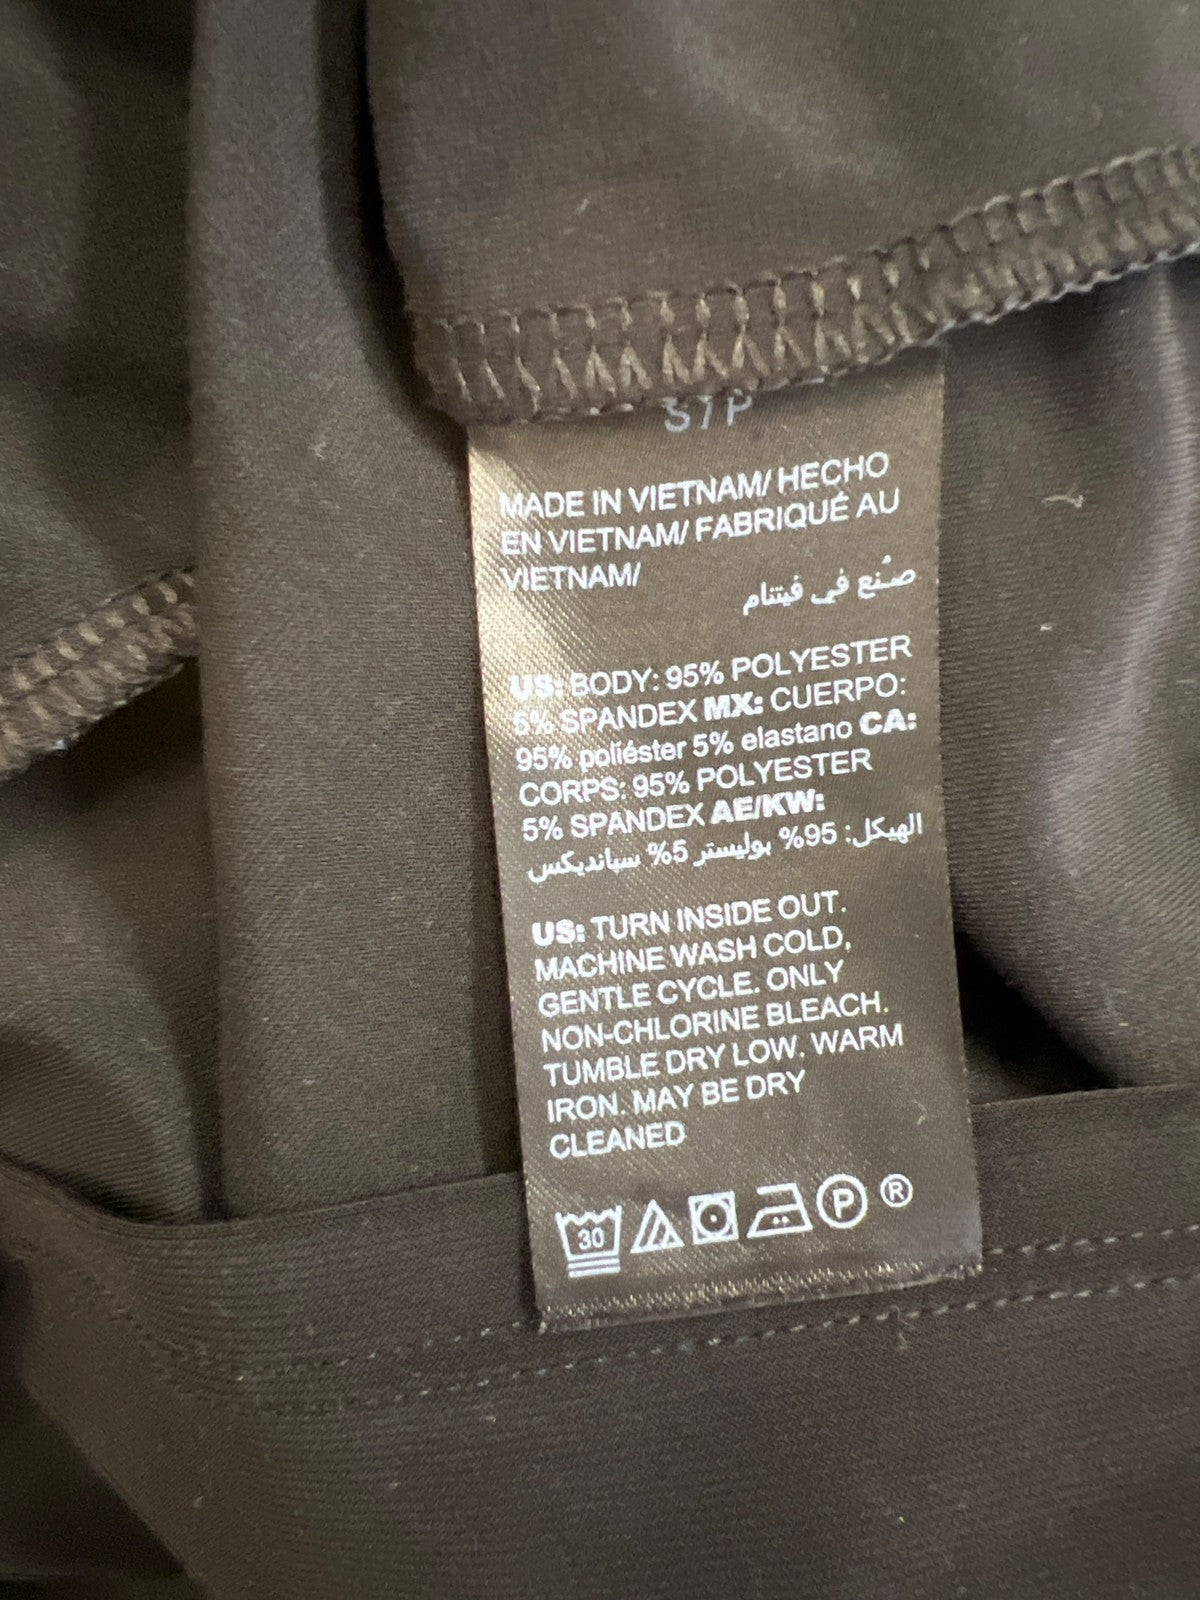 S / P
MADE IN VIETNAM/ HECHO
EN VIETNAM/ FABRIQUÉ AU
VIETNAM/
صُنع في فيتنام
US: BODY: 95% POLYESTER
5% SPANDEX MX: CUERPO:
95% poliéster 5% elastano CA:
CORPS: 95% POLYESTER
5% SPANDEX AE/KW:
الهيكل: 95% بوليستر 5% سباندیکس
US: TURN INSIDE OUT.
MACHINE WASH COLD,
GENTLE CYCLE. ONLY
NON-CHLORINE BLEACH.
TUMBLE DRY LOW. WARM
IRON. MAY BE DRY
CLEANED
30 P ®